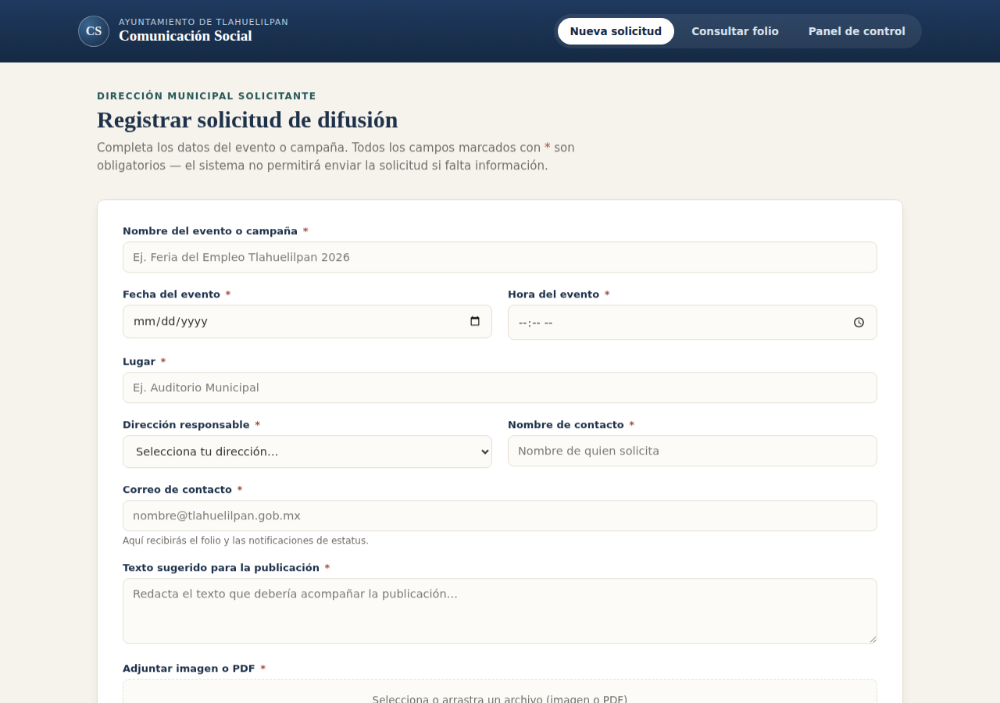 CS
AYUNTAMIENTO DE TLAHUELILPAN
Comunicación Social
Nueva solicitud
Consultar folio
Panel de control
DIRECCIÓN MUNICIPAL SOLICITANTE
Registrar solicitud de difusión
Completa los datos del evento o campaña. Todos los campos marcados con * son
obligatorios — el sistema no permitirá enviar la solicitud si falta información.
Nombre del evento o campaña *
Ej. Feria del Empleo Tlahuelilpan 2026
Fecha del evento *
Hora del evento *
mm/dd/yyyy
--:-- --
Lugar *
Ej. Auditorio Municipal
Dirección responsable *
Nombre de contacto *
Selecciona tu dirección...
Nombre de quien solicita
Correo de contacto *
nombre@tlahuelilpan.gob.mx
Aquí recibirás el folio y las notificaciones de estatus.
Texto sugerido para la publicación *
Redacta el texto que debería acompañar la publicación...
Adjuntar imagen o PDF *
Selecciona o arrastra un archivo (imagen o PDF)